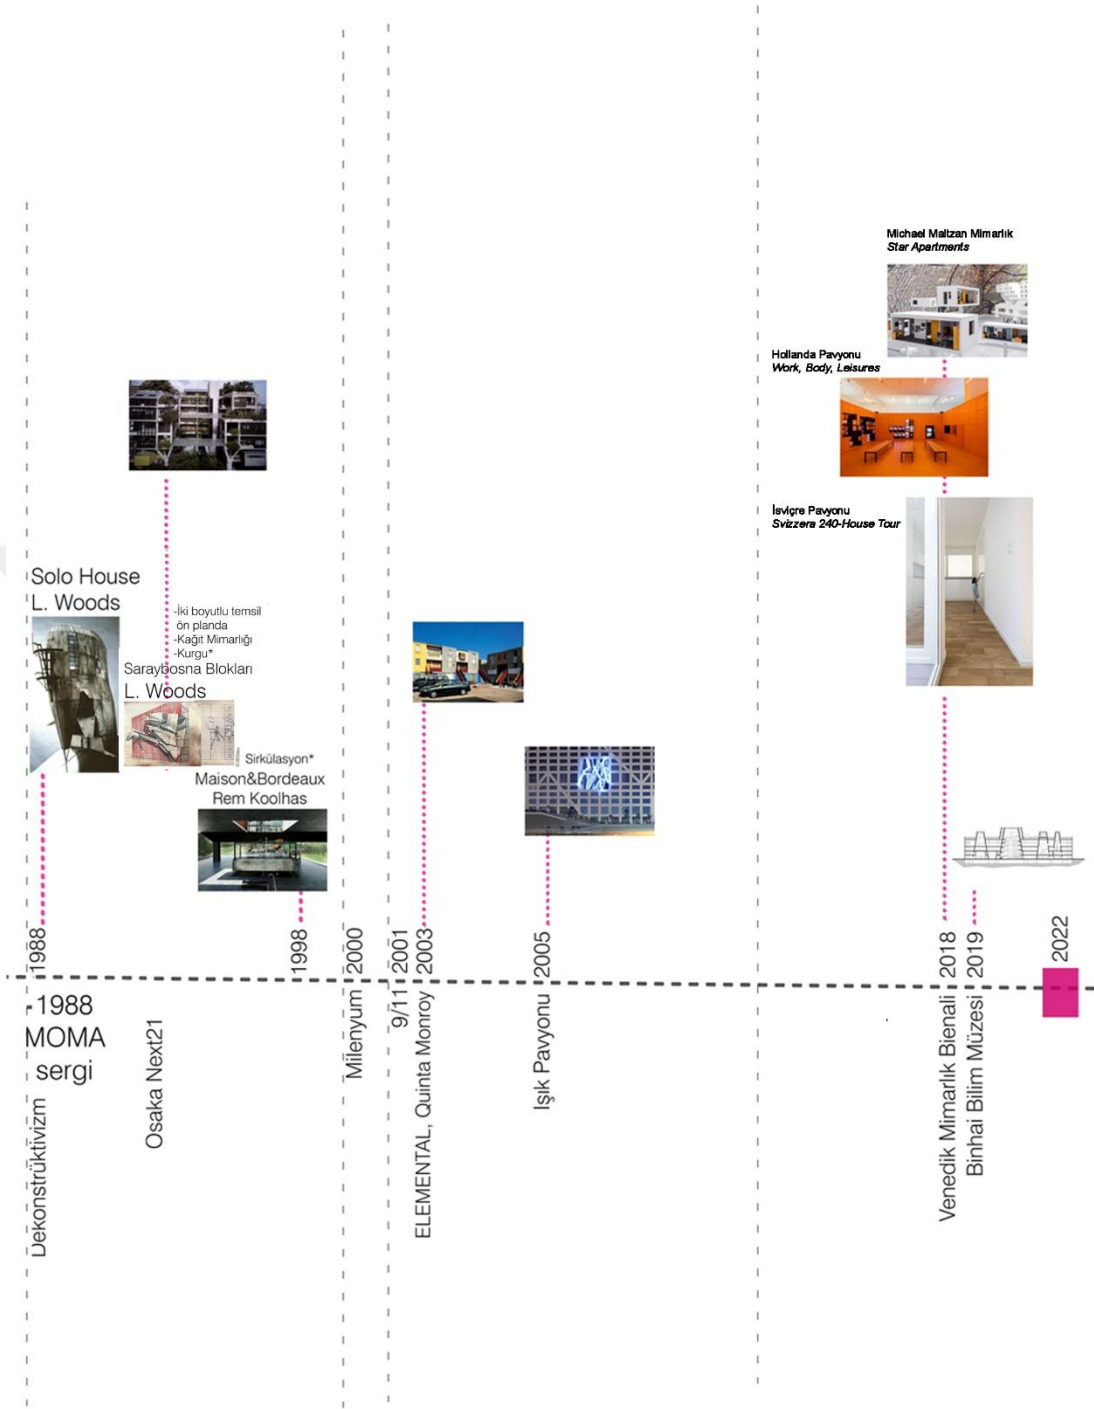 Michael Maltzan Mimarlık
Star Apartments
Hollanda Pavyonu
Work, Body, Leisures
İsviçre Pavyonu
Svizzera 240-House Tour
Solo House
L. Woods
-İki boyutlu temsil
ön planda
-Kağıt Mimarlığı
-Kurgu*
Saraybosna Blokları
L. Woods
Sirkülasyon*
Maison&Bordeaux
Rem Koolhas
1988
1998
2000
2001
2003
2005
2018
2019
2022
-1988
MOMA
sergi
Dekonstrüktivizm
Osaka Next21
Milenyum
9/11
ELEMENTAL, Quinta Monroy
Işık Pavyonu
Venedik Mimarlık Bienali
Binhai Bilim Müzesi